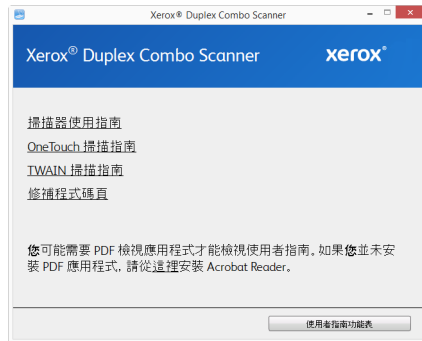 Xerox® Duplex Combo Scanner
Xerox® Duplex Combo Scanner
xerox®
掃描器使用指南
OneTouch 掃描指南
TWAIN 掃描指南
修補程式碼頁
您可能需要 PDF 檢視應用程式才能檢視使用者指南。如果您並未安
裝 PDF 應用程式, 請從這裡安裝 Acrobat Reader。
使用者指南功能表